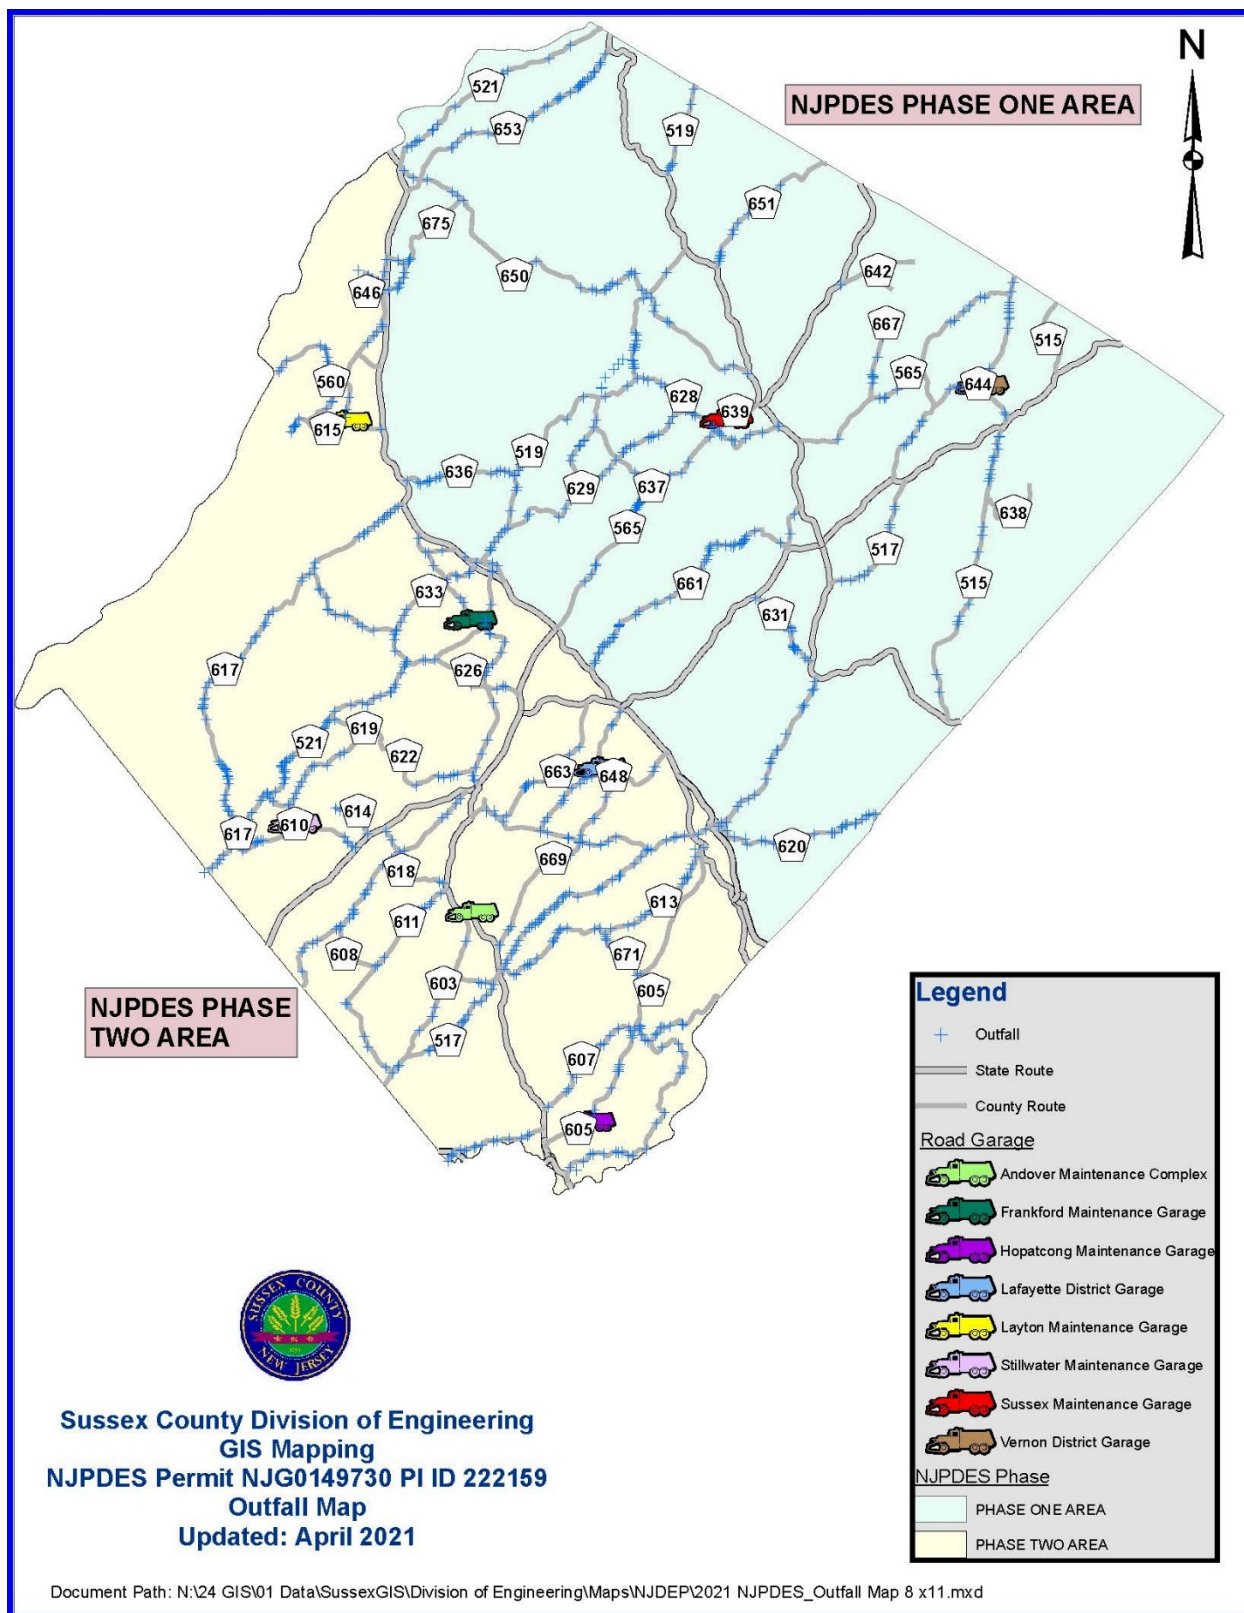 N
NJPDES PHASE ONE AREA
521
653
519
651
675
650
642
646
667
515
565
560
644
628
639
615
519
636
629
637
565
638
517
661
515
633
631
617
626
619
521
622
663
648
614
610
617
620
669
618
613
611
608
671
603
605
NJPDES PHASE
TWO AREA
517
607
605
Legend
Outfall
State Route
County Route
Road Garage
Andover Maintenance Complex
Frankford Maintenance Garage
Hopatcong Maintenance Garage
Lafayette District Garage
Layton Maintenance Garage
Stillwater Maintenance Garage
Sussex Maintenance Garage
Vernon District Garage
NJPDES Phase
PHASE ONE AREA
PHASE TWO AREA
SUSSEX COUNTY
NEW JERSEY
Sussex County Division of Engineering
GIS Mapping
NJPDES Permit NJG0149730 PI ID 222159
Outfall Map
Updated: April 2021
Document Path: N:\24 GIS\01 Data\SussexGIS\Division of Engineering\Maps\NJDEP\2021 NJPDES_Outfall Map 8 x11.mxd